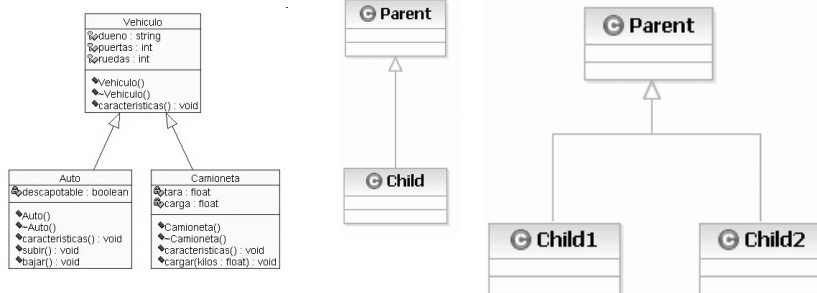 Vehiculo
dueno : string
puertas : int
ruedas : int
Vehiculo()
~Vehiculo()
caracteristicas() : void
Auto
descapotable : boolean
Auto()
~Auto()
caracteristicas() : void
subir() : void
bajar() : void
Camioneta
tara : float
carga : float
Camioneta()
~Camioneta()
caracteristicas() : void
cargar(kilos : float) : void
C Parent
C Child
C Parent
C Child1
C Child2